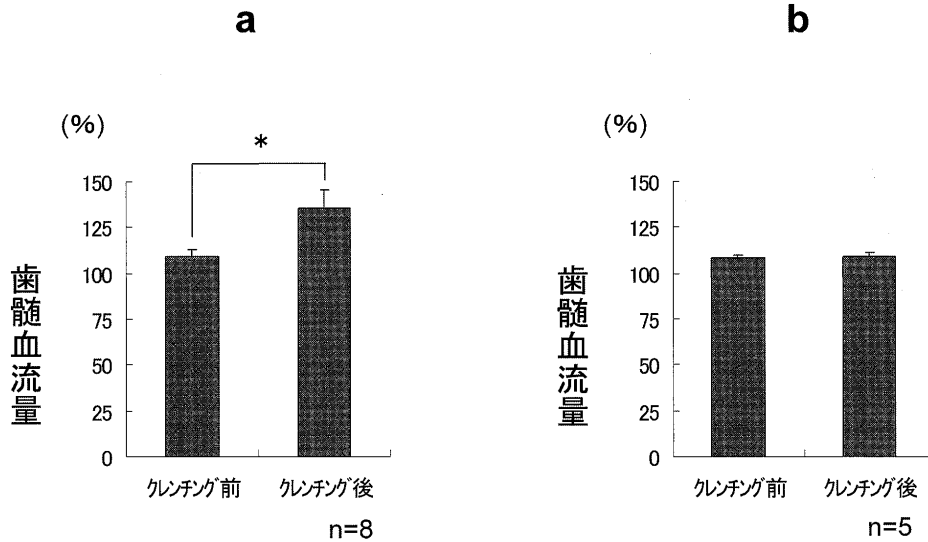 a
(%)
*
150
125
100
75
50
25
0
歯髄血流量
クレンチング前
クレンチング後
n=8
b
(%)
150
125
100
75
50
25
0
歯髄血流量
クレンチング前
クレンチング後
n=5